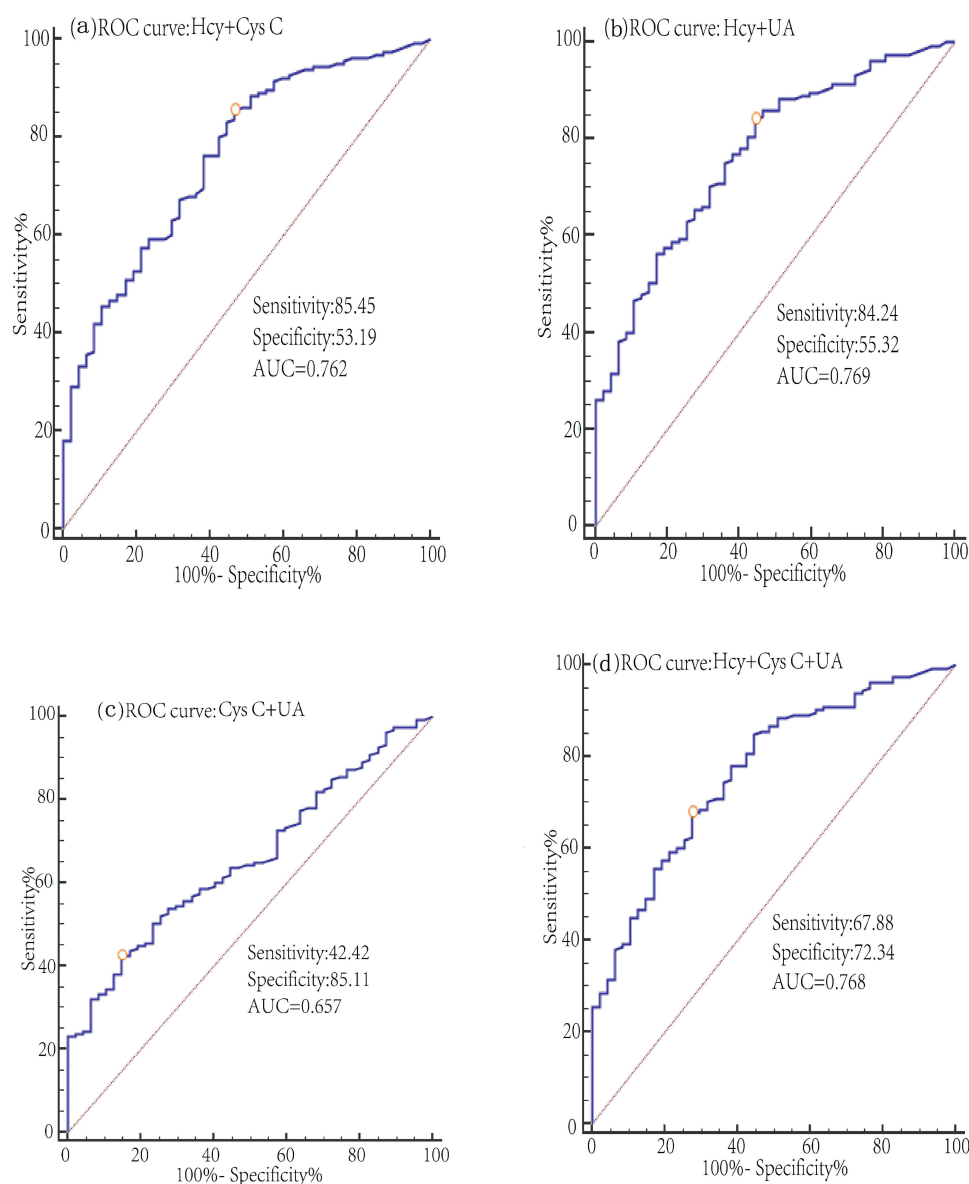 (a)ROC curve:Hcy+Cys C
100
80
60
40
20
0
Sensitivity%
Sensitivity:85.45
Specificity:53.19
AUC=0.762
0 20 40 60 80 100
100%- Specificity%
(b)ROC curve:Hcy+UA
100
80
60
40
20
0
Sensitivity%
Sensitivity:84.24
Specificity:55.32
AUC=0.769
0 20 40 60 80 100
100%- Specificity%
(c)ROC curve:Cys C+UA
100
80
60
40
20
0
Sensitivity%
Sensitivity:42.42
Specificity:85.11
AUC=0.657
0 20 40 60 80 100
100%- Specificity%
(d)ROC curve:Hcy+Cys C+UA
100
80
60
40
20
0
Sensitivity%
Sensitivity:67.88
Specificity:72.34
AUC=0.768
0 20 40 60 80 100
100%- Specificity%